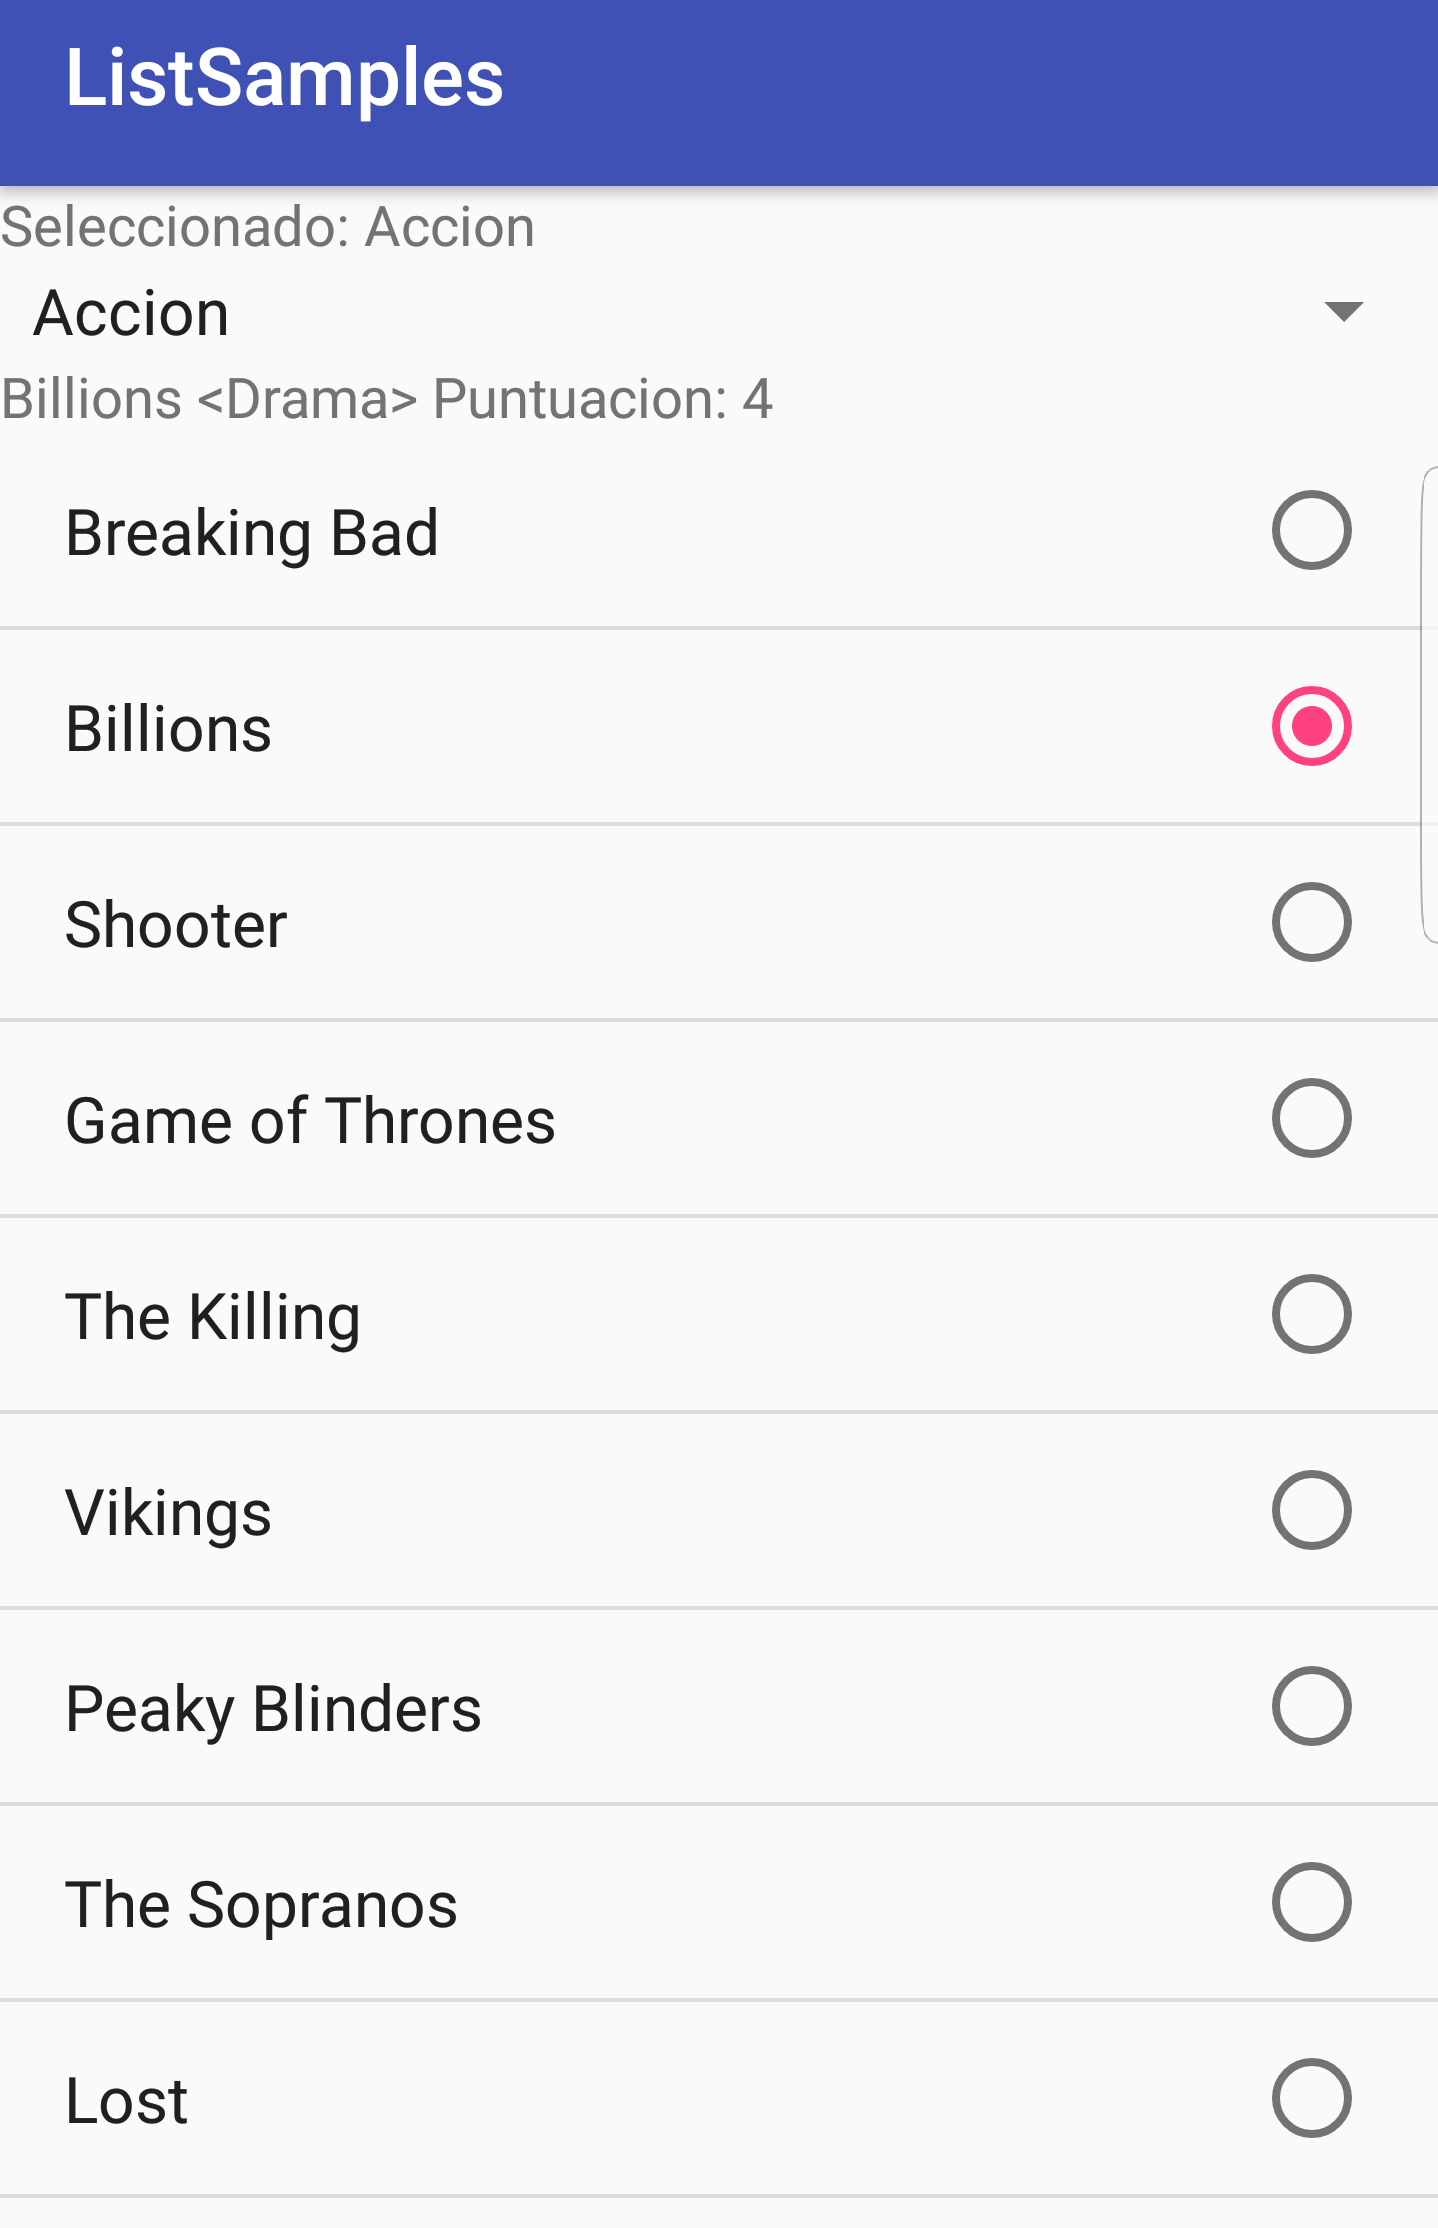 ListSamples
Seleccionado: Accion
Accion
Billions <Drama> Puntuacion: 4
Breaking Bad
Billions
Shooter
Game of Thrones
The Killing
Vikings
Peaky Blinders
The Sopranos
Lost